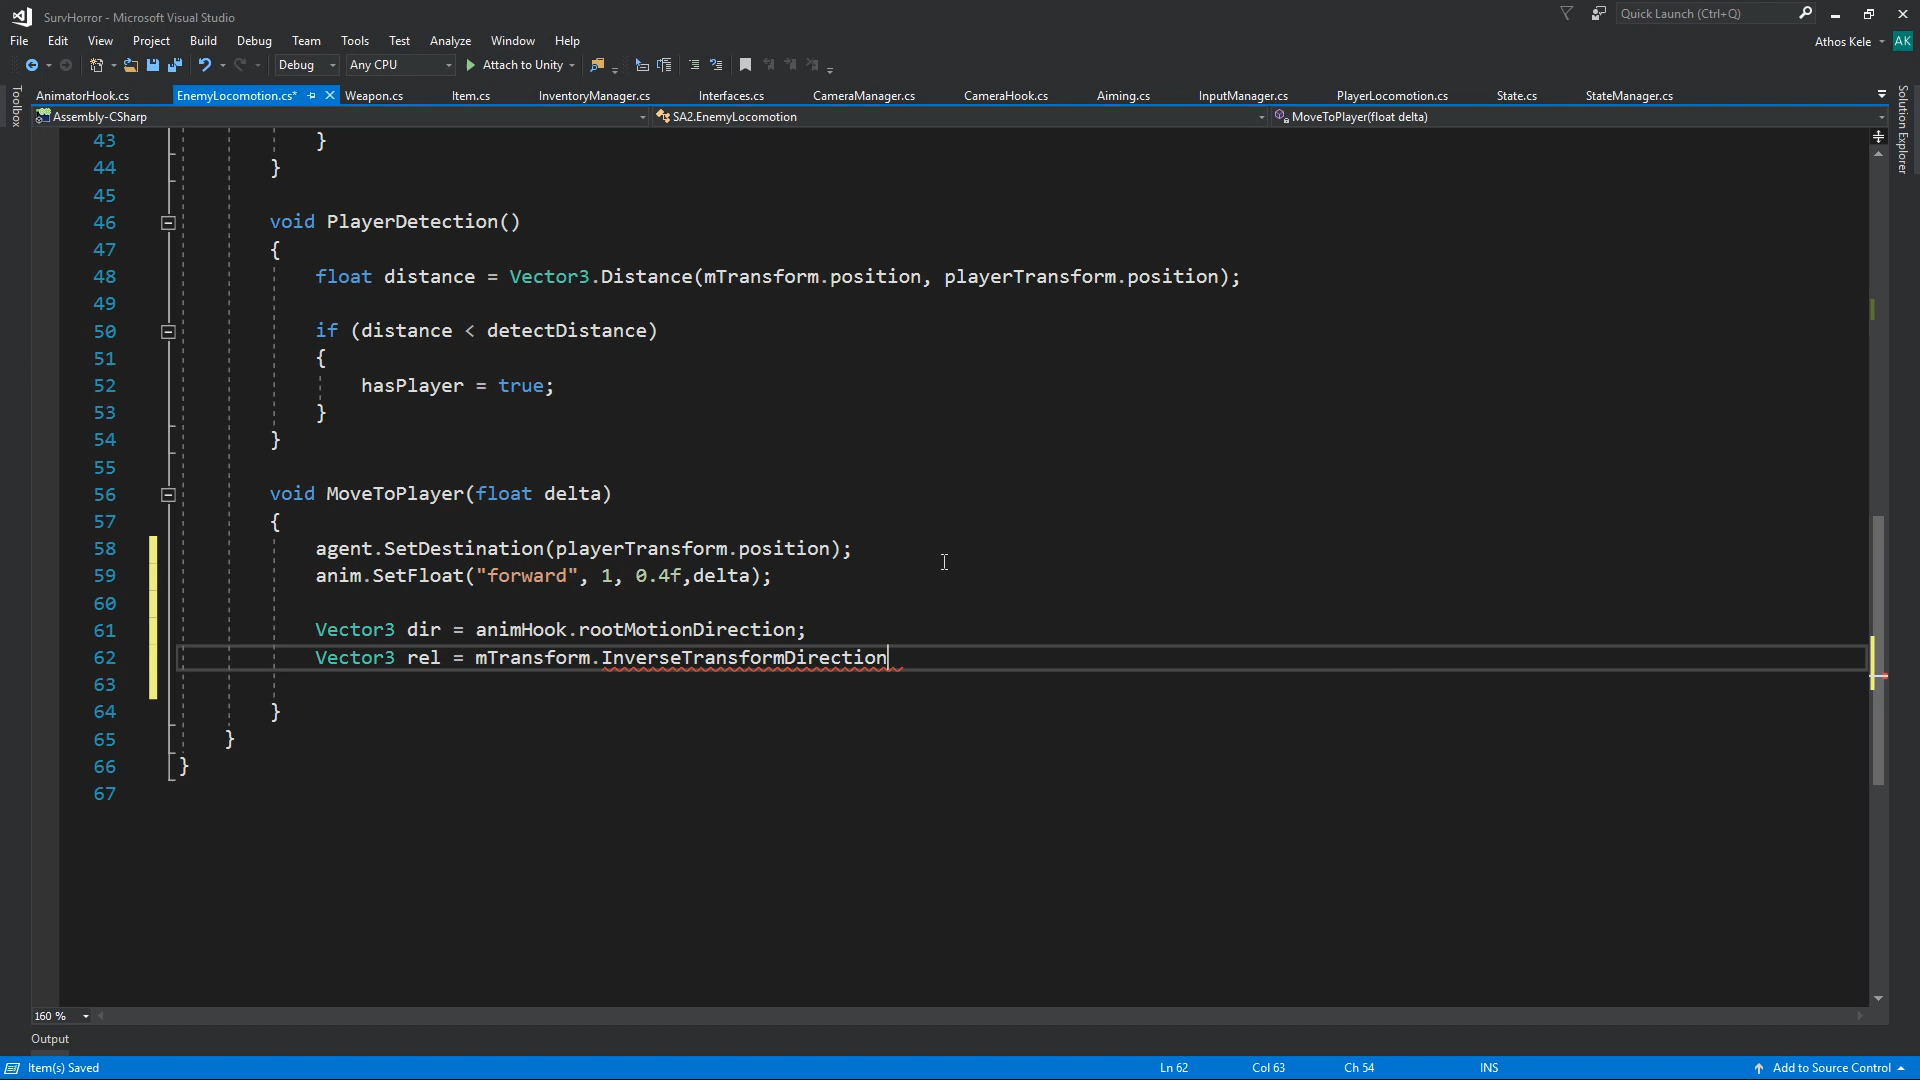 SurvHorror - Microsoft Visual Studio
Quick Launch (Ctrl+Q)
File Edit View Project Build Debug Team Tools Test Analyze Window Help
Athos Kele AK
Debug Any CPU Attach to Unity
AnimatorHook.cs EnemyLocomotion.cs* Weapon.cs Item.cs InventoryManager.cs Interfaces.cs CameraManager.cs CameraHook.cs Aiming.cs InputManager.cs PlayerLocomotion.cs State.cs StateManager.cs
Assembly-CSharp SA2.EnemyLocomotion MoveToPlayer(float delta)
Toolbox
Solution Explorer
43 }
44 }
45
46 void PlayerDetection()
47 {
48 float distance = Vector3.Distance(mTransform.position, playerTransform.position);
49
50 if (distance < detectDistance)
51 {
52 hasPlayer = true;
53 }
54 }
55
56 void MoveToPlayer(float delta)
57 {
58 agent.SetDestination(playerTransform.position);
59 anim.SetFloat("forward", 1, 0.4f,delta);
60
61 Vector3 dir = animHook.rootMotionDirection;
62 Vector3 rel = mTransform.InverseTransformDirection
63
64 }
65 }
66 }
67
160 %
Output
Item(s) Saved Ln 62 Col 63 Ch 54 INS Add to Source Control